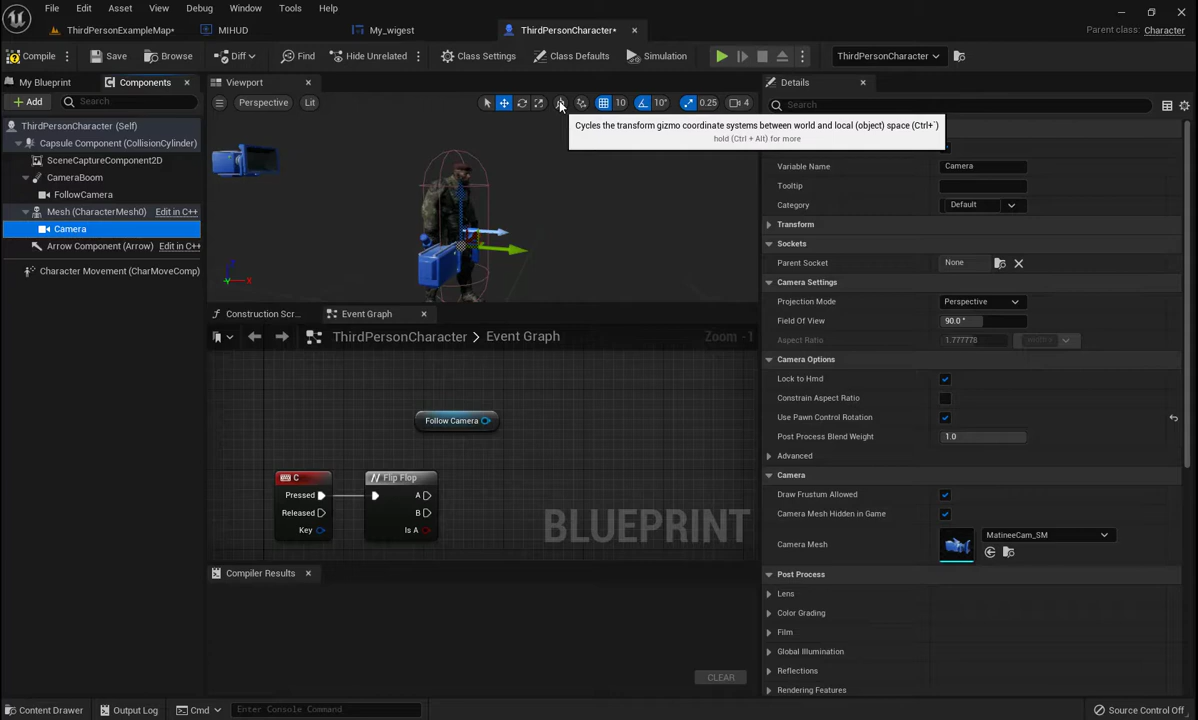 File Edit Asset View Debug Window Tools Help
ThirdPersonExampleMap•
MIHUD
My_wigest
ThirdPersonCharacter•
Parent class: Character
Compile
Save
Browse
Diff
Find
Hide Unrelated
Class Settings
Class Defaults
Simulation
ThirdPersonCharacter
My Blueprint
Components
Viewport
Details
Add
Search
Perspective
Lit
10
10°
0.25
4
Search
Cycles the transform gizmo coordinate systems between world and local (object) space (Ctrl+`)
hold (Ctrl + Alt) for more
ThirdPersonCharacter (Self)
Capsule Component (CollisionCylinder)
SceneCaptureComponent2D
CameraBoom
FollowCamera
Mesh (CharacterMesh0) Edit in C++
Camera
Arrow Component (Arrow) Edit in C++
Character Movement (CharMoveComp)
Variable Name Camera
Tooltip
Category Default
Transform
Sockets
Parent Socket None
Camera Settings
Projection Mode Perspective
Field Of View 90.0 °
Aspect Ratio 1.777778
Camera Options
Lock to Hmd
Constrain Aspect Ratio
Use Pawn Control Rotation
Post Process Blend Weight 1.0
Advanced
Camera
Draw Frustum Allowed
Camera Mesh Hidden in Game
Camera Mesh MatineeCam_SM
Post Process
Lens
Color Grading
Film
Global Illumination
Reflections
Rendering Features
Z
Y
X
Construction Scr...
Event Graph
ThirdPersonCharacter > Event Graph
Zoom -1
Follow Camera
C
Pressed
Released
Key
Flip Flop
A
B
Is A
BLUEPRINT
Compiler Results
CLEAR
Content Drawer
Output Log
Cmd
Enter Console Command
Source Control Off